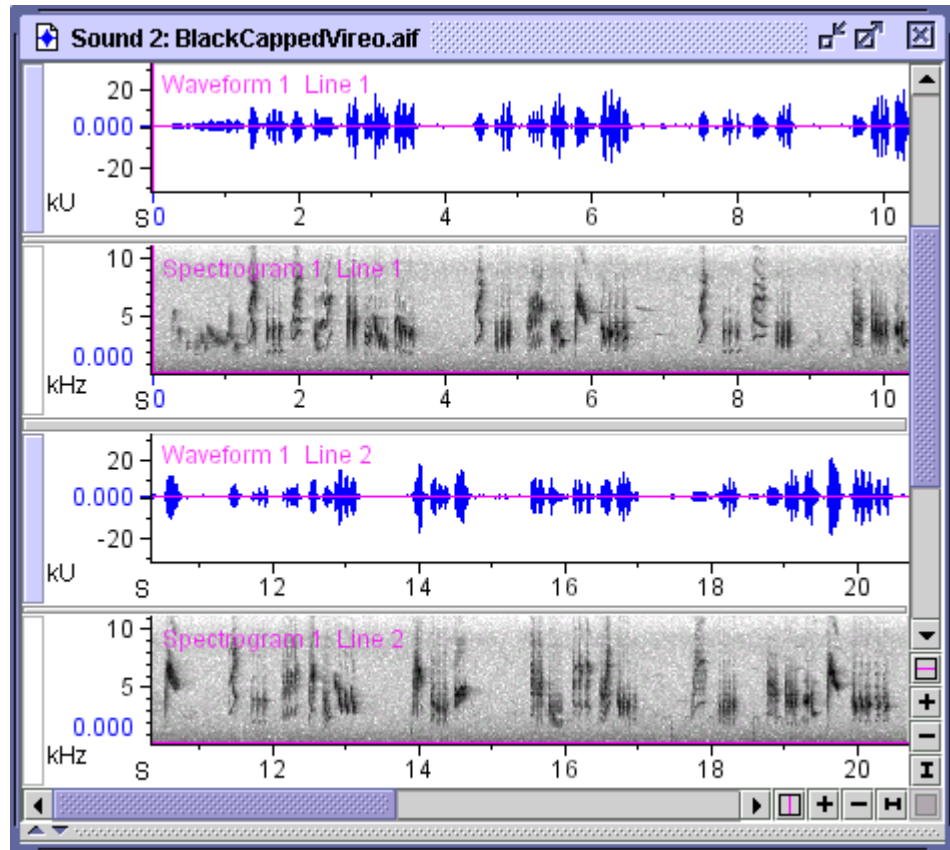 Sound 2: BlackCappedVireo.aif
Waveform 1 Line 1
20
0.000
-20
kU
S 0 2 4 6 8 10
Spectrogram 1 Line 1
10
5
0.000
kHz
S 0 2 4 6 8 10
Waveform 1 Line 2
20
0.000
-20
kU
S 12 14 16 18 20
Spectrogram 1 Line 2
10
5
0.000
kHz
S 12 14 16 18 20